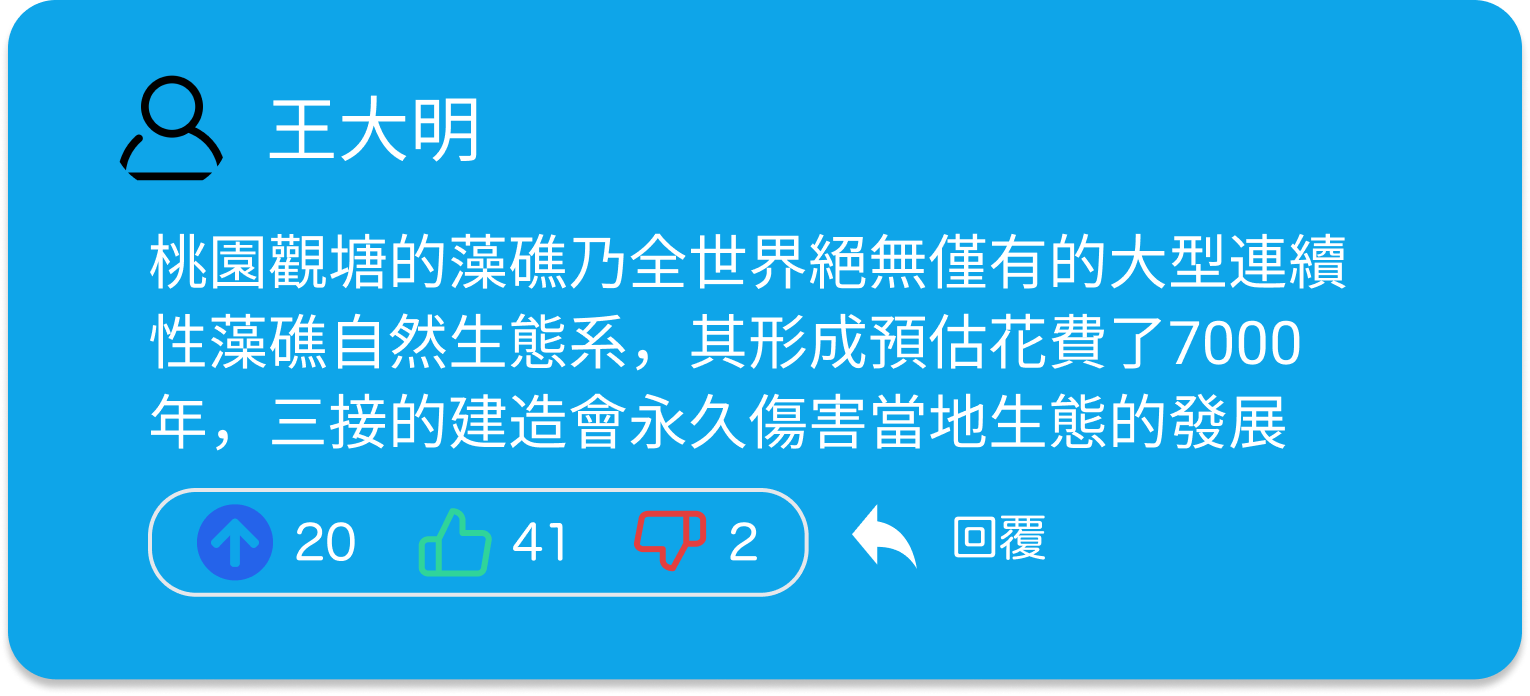 王大明
桃園觀塘的藻礁乃全世界絕無僅有的大型連續
性藻礁自然生態系，其形成預估花費了7000
年，三接的建造會永久傷害當地生態的發展
20 41 2 回覆